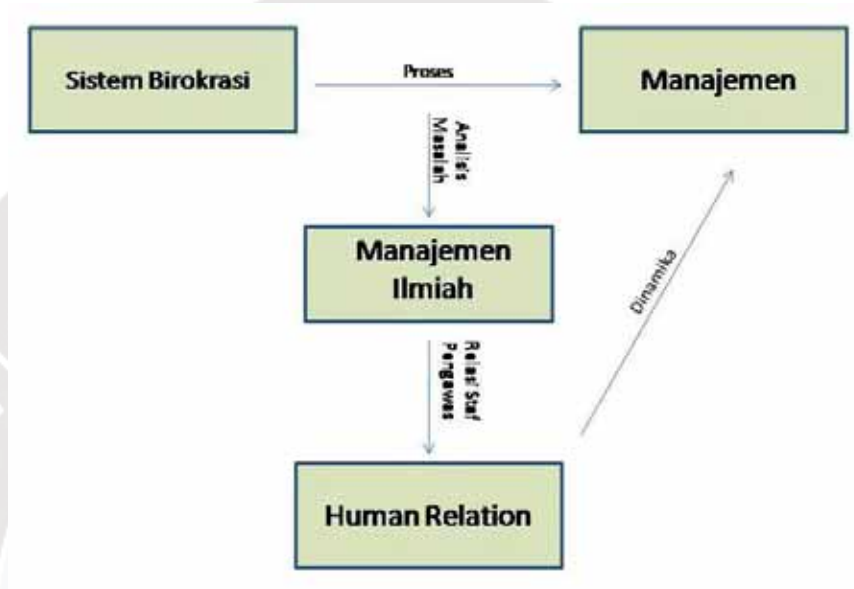 Sistem Birokrasi
Proses
Manajemen
Analisis
Masalah
Manajemen
Ilmiah
Dinamika
Relasi Staf
Pengawas
Human Relation